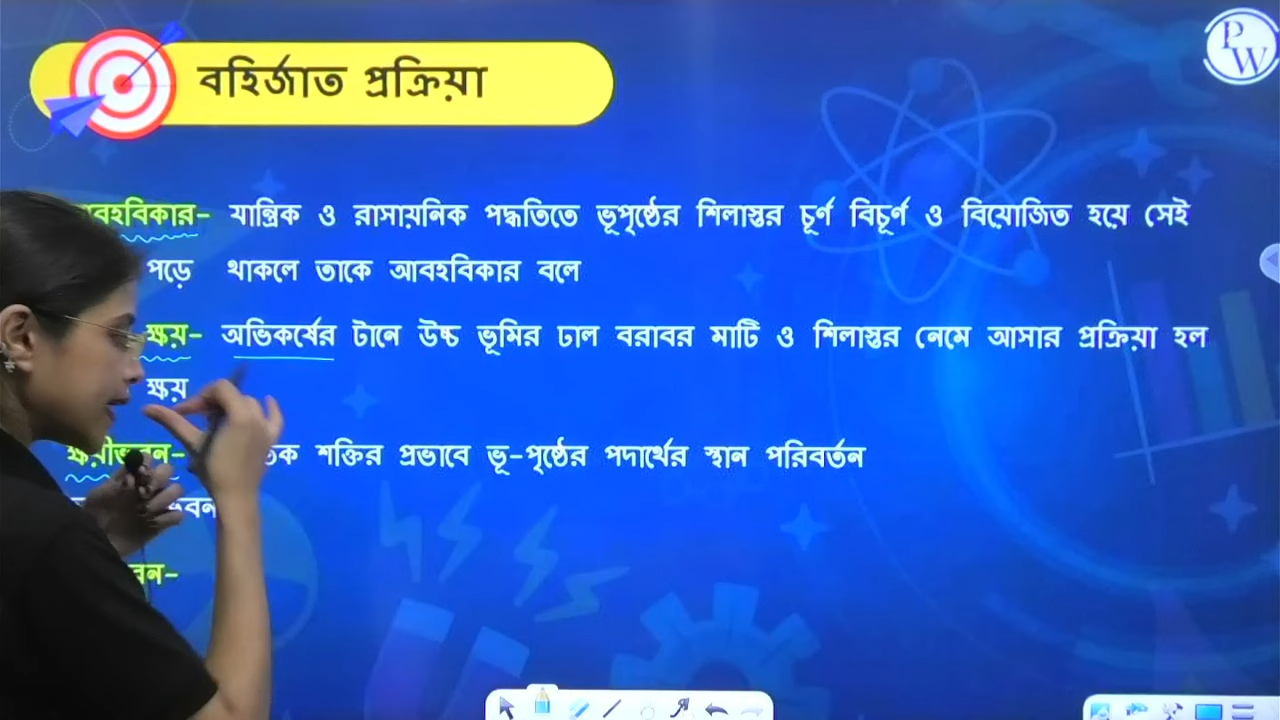 বহির্জাত প্রক্রিয়া
PW
যান্ত্রিক ও রাসায়নিক পদ্ধতিতে ভূপৃষ্ঠের শিলাস্তর চূর্ণ বিচূর্ণ ও বিয়োজিত হয়ে সেই
পড়ে থাকলে তাকে আবহবিকার বলে
ক্ষয়- অভিকর্ষের টানে উচ্চ ভূমির ঢাল বরাবর মাটি ও শিলাস্তর নেমে আসার প্রক্রিয়া হল
ক্ষয়
শক্তির প্রভাবে ভূ-পৃষ্ঠের পদার্থের স্থান পরিবর্তন